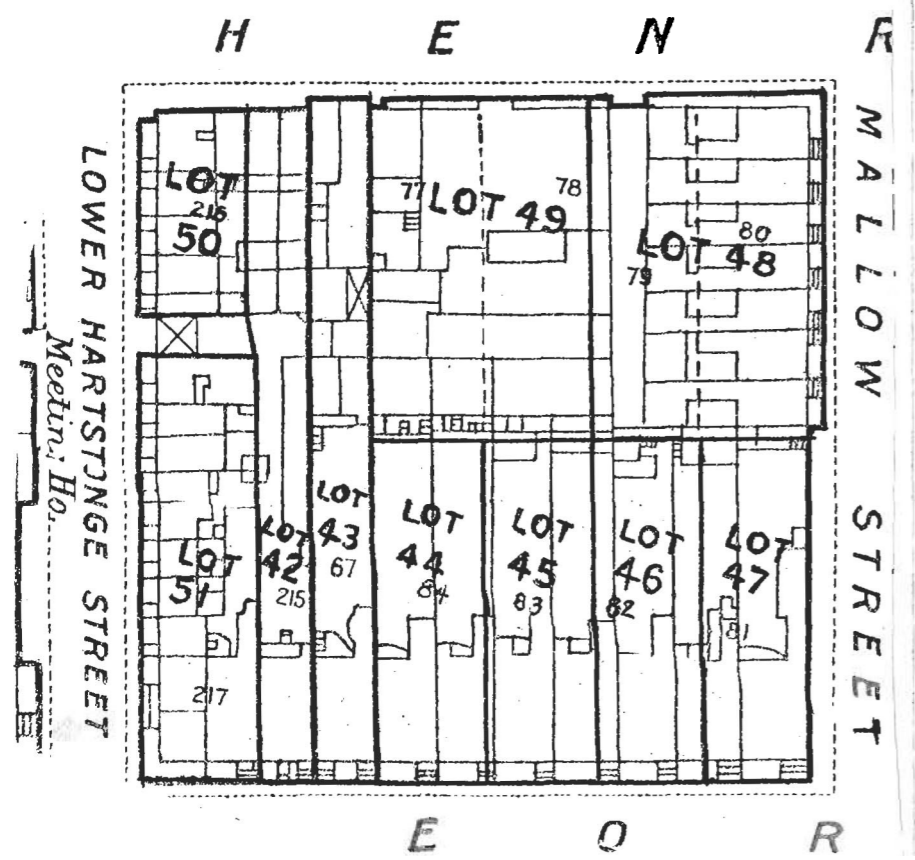 H E N R
MALLOW STREET
LOWER HARTSTONGE STREET
Meeting Ho.
LOT
216
50
77
LOT 49
78
LOT 48
80
79
LOT
51
217
LOT
42
215
LOT
43
67
LOT
44
84
LOT
45
83
LOT
46
82
LOT
47
81
E O R